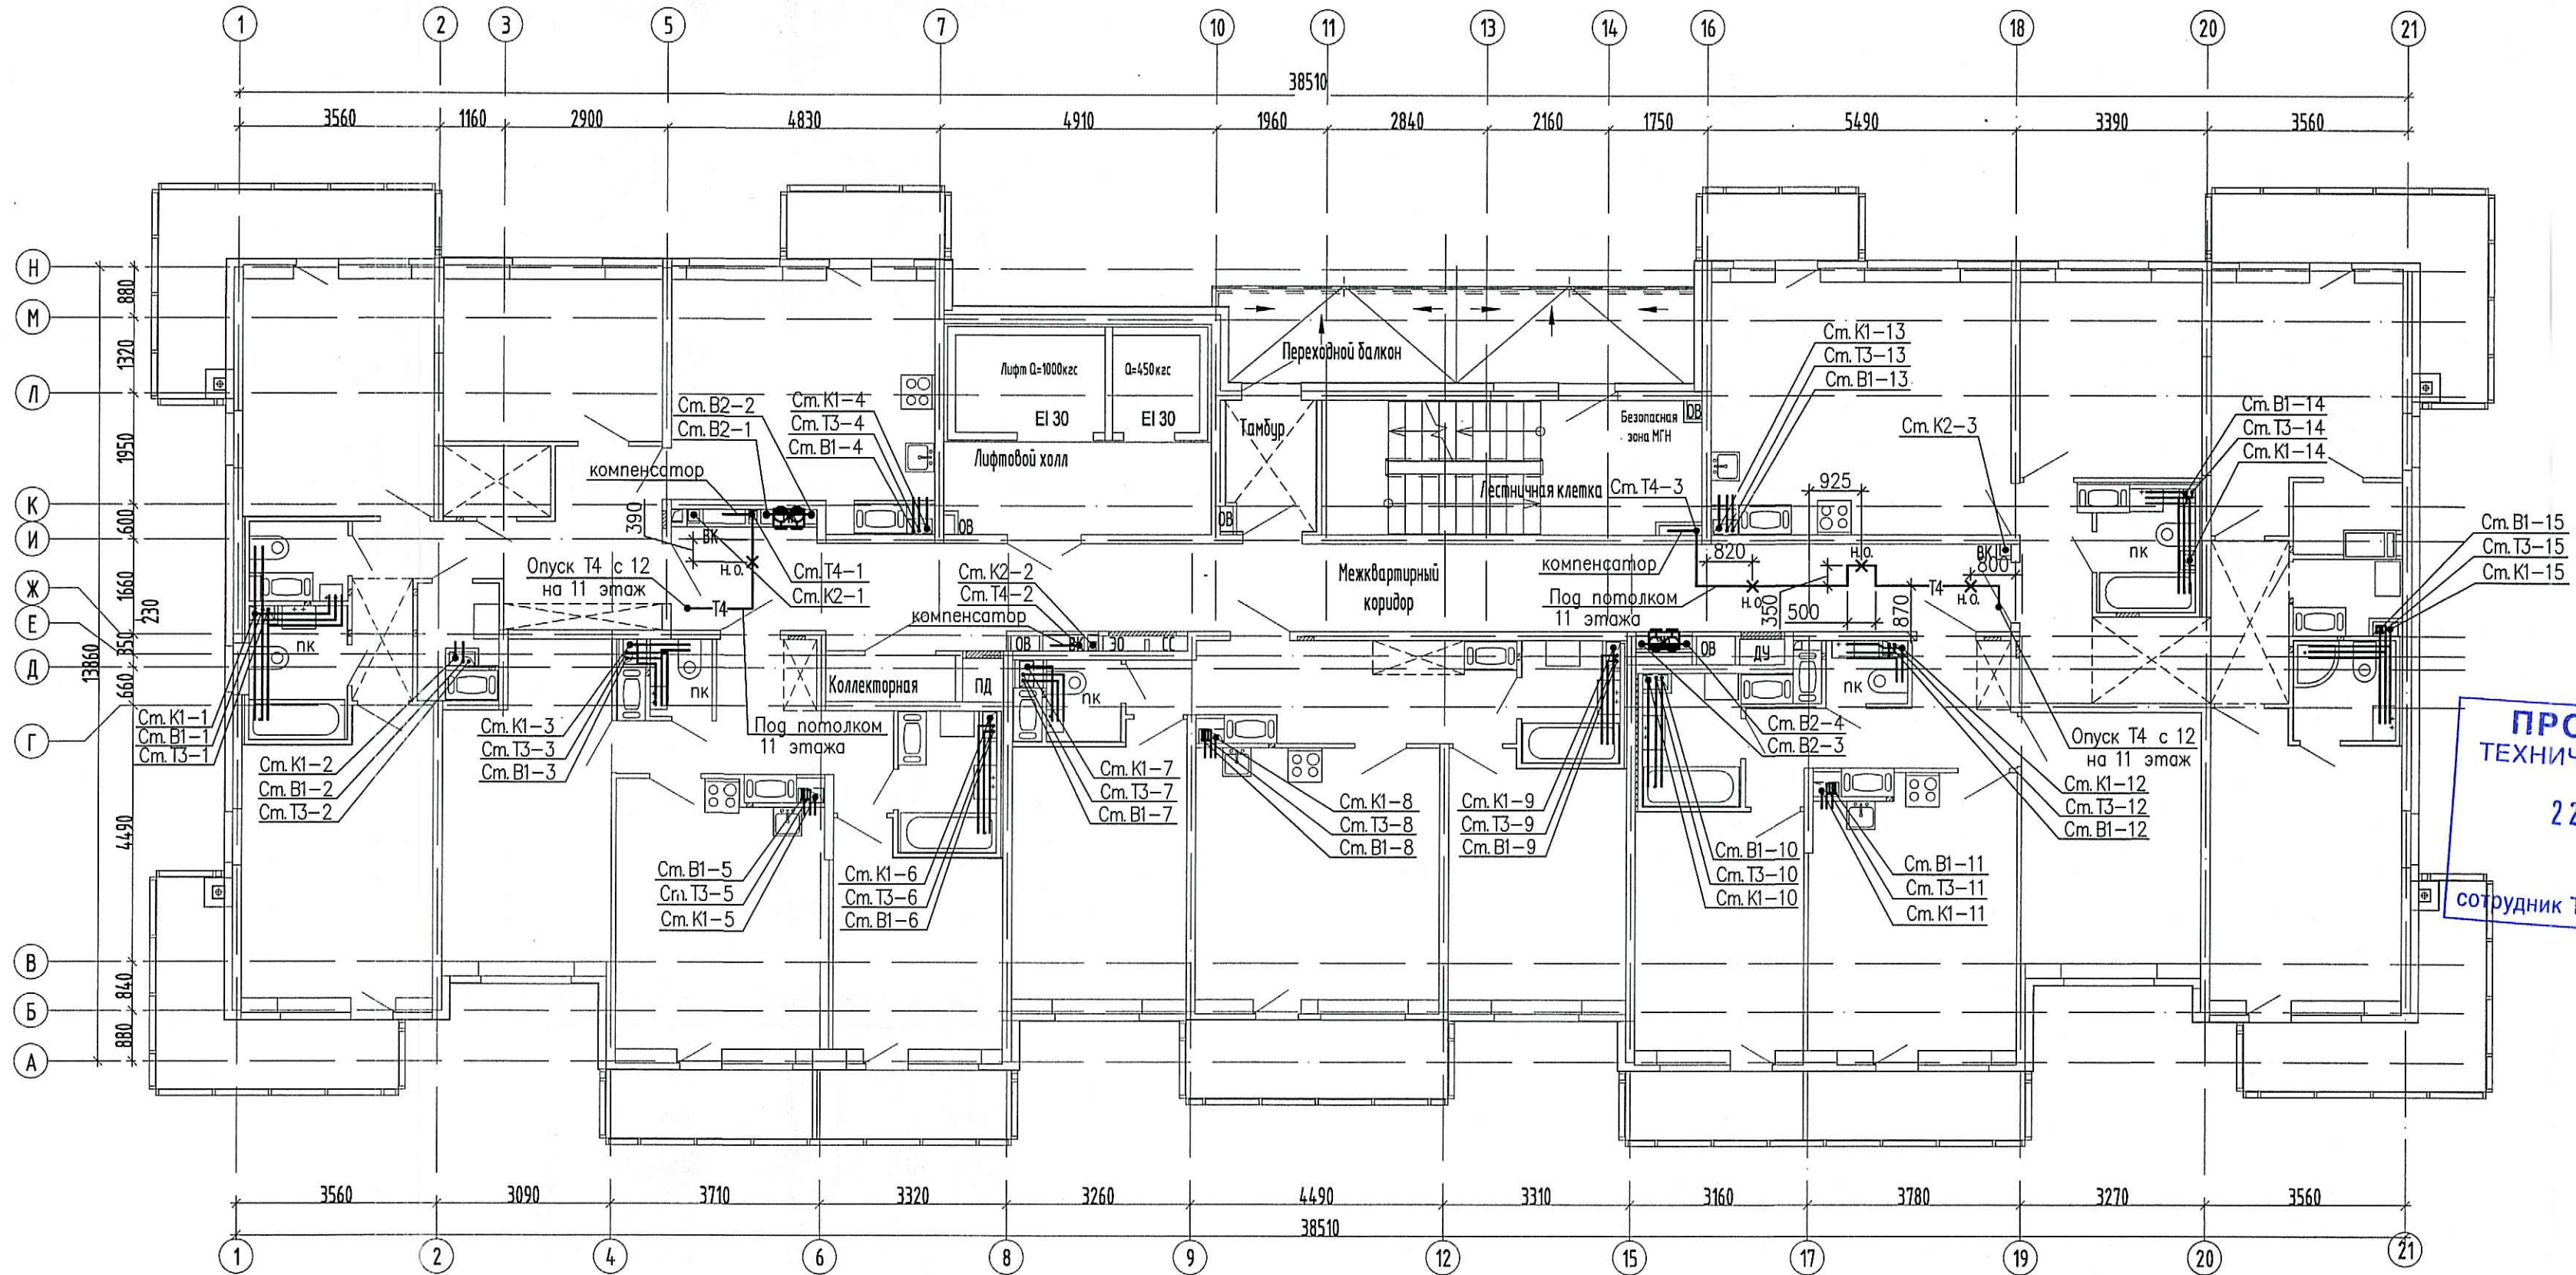 1 2 3 5 7 10 11 13 14 16 18 20 21
38510
3560 1160 2900 4830 4910 1960 2840 2160 1750 5490 3390 3560
Н
М
Л
К
И
Ж
Е
Д
Г
В
Б
А
880
1320
1950
600
1660
230
350
660
4490
840
880
13860
Лифт Q=1000кгс
Q=450кгс
EI 30
EI 30
Лифтовой холл
Переходной балкон
Тамбур
Безопасная
зона МГН
ОВ
Лестничная клетка
ОВ
ОВ
Ст. В2-2
Ст. В2-1
Ст. К1-4
Ст. Т3-4
Ст. В1-4
компенсатор
390
ВК
н.о.
Опуск Т4 с 12
на 11 этаж
Т4
Ст. Т4-1
Ст. К2-1
Ст. К2-2
Ст. Т4-2
компенсатор
Межквартирный
коридор
Ст. К1-13
Ст. Т3-13
Ст. В1-13
Ст. К2-3
Ст. Т4-3
925
820
компенсатор
Под потолком
11 этажа
н.о.
н.о.
350
500
870
Т4
н.о.
ВК
800
Ст. В1-14
Ст. Т3-14
Ст. К1-14
пк
Ст. В1-15
Ст. Т3-15
Ст. К1-15
пк
Ст. К1-1
Ст. В1-1
Ст. Т3-1
Ст. К1-2
Ст. В1-2
Ст. Т3-2
пк
Ст. К1-3
Ст. Т3-3
Ст. В1-3
Коллекторная
ПД
Под потолком
11 этажа
ОВ
ВК
ЭО
СС
пк
Ст. В1-5
Ст. Т3-5
Ст. К1-5
Ст. К1-6
Ст. Т3-6
Ст. В1-6
Ст. К1-7
Ст. Т3-7
Ст. В1-7
Ст. К1-8
Ст. Т3-8
Ст. В1-8
Ст. К1-9
Ст. Т3-9
Ст. В1-9
ОВ
ДУ
пк
Ст. В2-4
Ст. В2-3
Ст. В1-10
Ст. Т3-10
Ст. К1-10
Ст. В1-11
Ст. Т3-11
Ст. К1-11
Опуск Т4 с 12
на 11 этаж
Ст. К1-12
Ст. Т3-12
Ст. В1-12
22
сотрудник
3560 3090 3710 3320 3260 4490 3310 3160 3780 3270 3560
38510
1 2 4 6 8 9 12 15 17 19 20 21